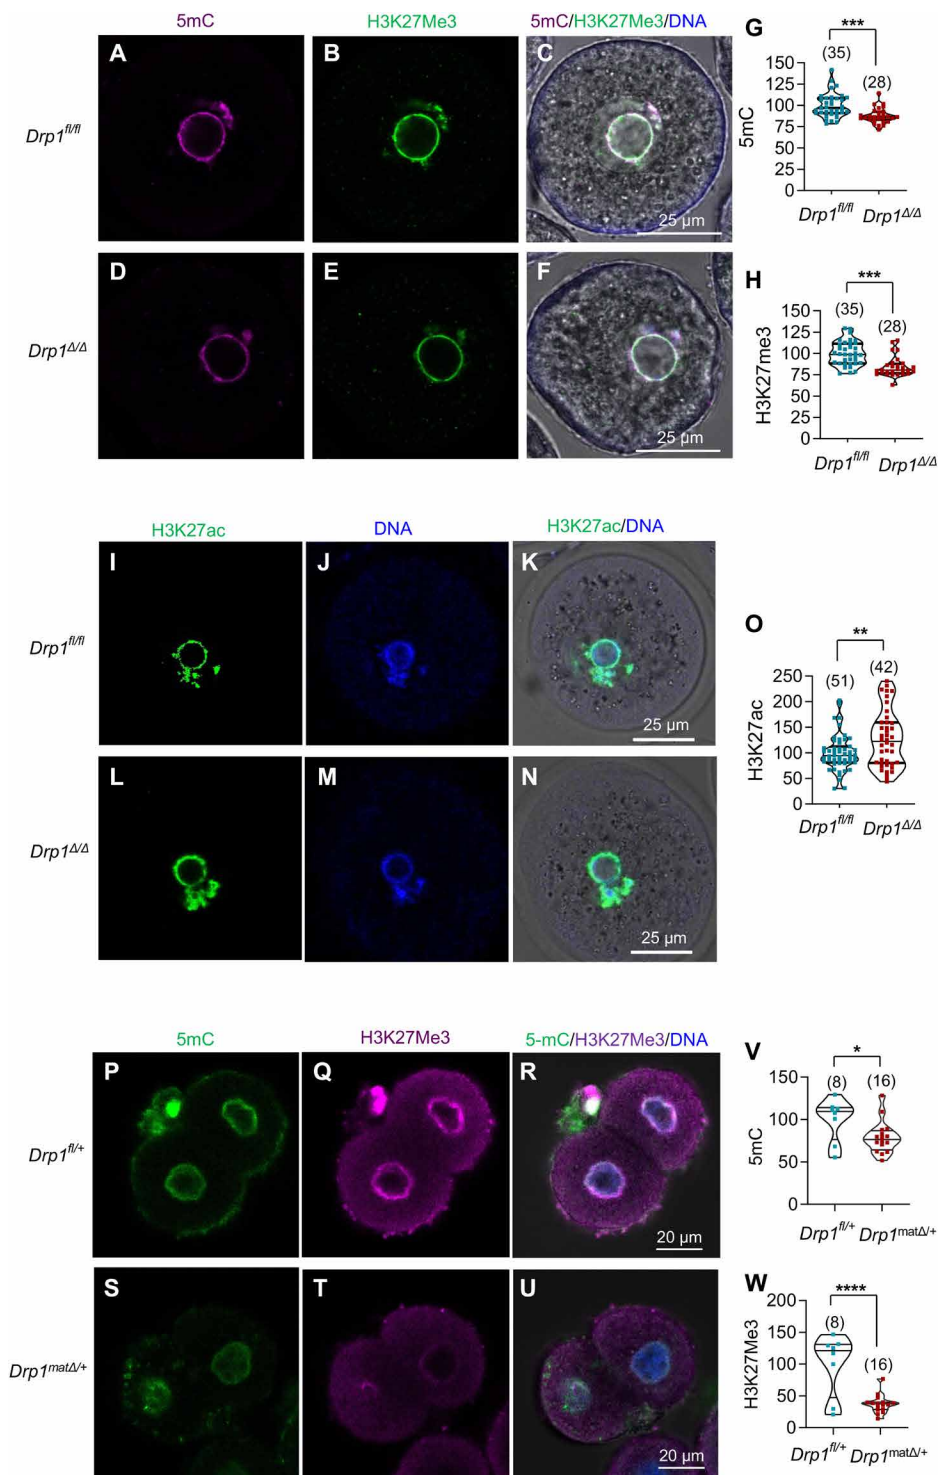 5mC H3K27Me3 5mC/H3K27Me3/DNA
A B C G
Drp1fl/fl
25 µm
*** (35) (28)
5mC
150
125
100
75
50
25
0
Drp1fl/fl Drp1Δ/Δ
D E F H
Drp1Δ/Δ
25 µm
*** (35) (28)
H3K27me3
150
125
100
75
50
25
0
Drp1fl/fl Drp1Δ/Δ
H3K27ac DNA H3K27ac/DNA
I J K
Drp1fl/fl
25 µm
L M N
Drp1Δ/Δ
25 µm
O
** (51) (42)
H3K27ac
250
200
150
100
50
0
Drp1fl/fl Drp1Δ/Δ
5mC H3K27Me3 5-mC/H3K27Me3/DNA
P Q R V
Drp1fl/+
20 µm
* (8) (16)
5mC
150
100
50
0
Drp1fl/+ Drp1matΔ/+
S T U W
Drp1matΔ/+
20 µm
**** (8) (16)
H3K27Me3
200
150
100
50
0
Drp1fl/+ Drp1matΔ/+